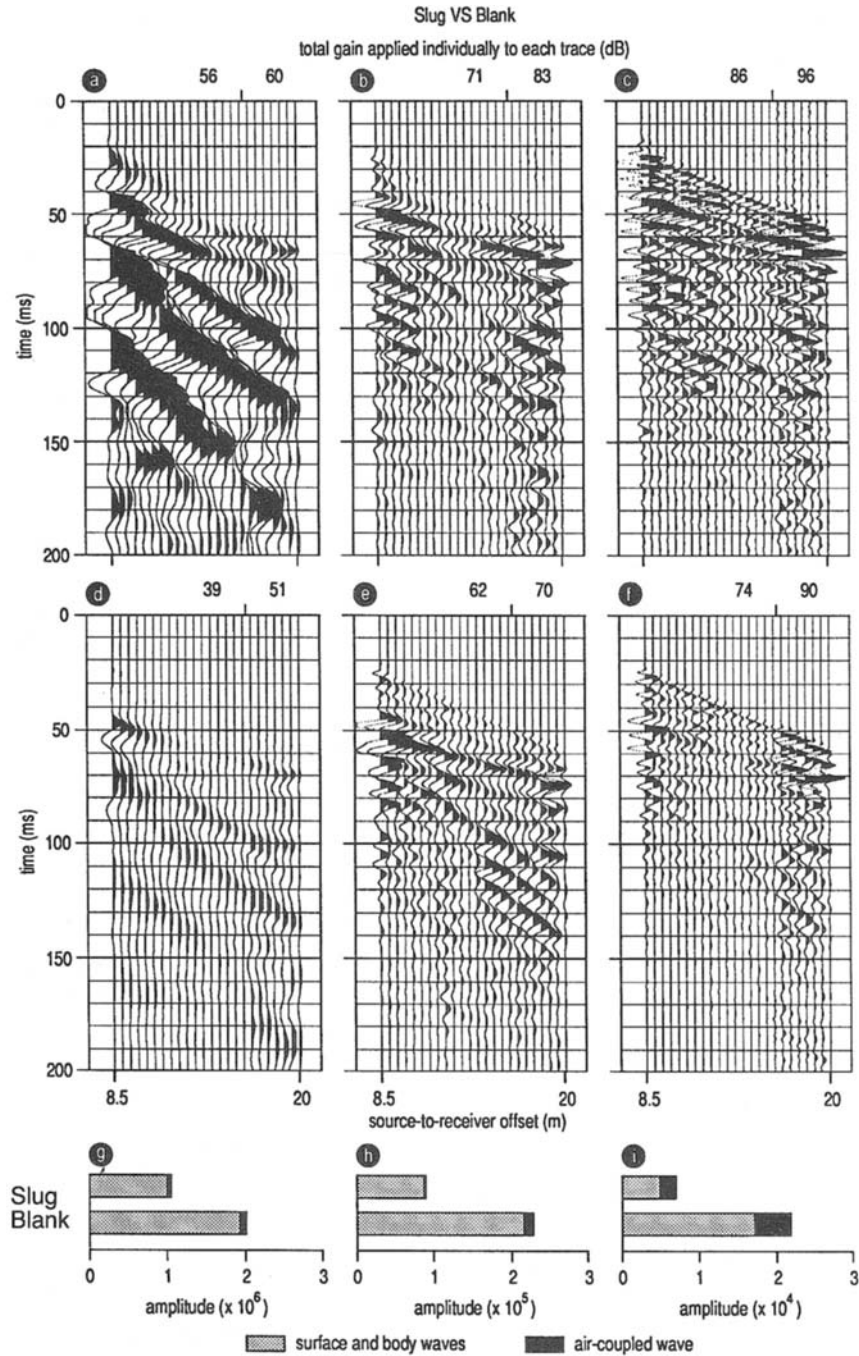 Slug VS Blank
total gain applied individually to each trace (dB)
a 56 60 b 71 83 c 86 96
0
50
100
150
200
time (ms)
d 39 51 e 62 70 f 74 90
0
50
100
150
200
time (ms)
8.5 20 8.5 20 8.5 20
source-to-receiver offset (m)
g h i
Slug
Blank
0 1 2 3 0 1 2 3 0 1 2 3
amplitude (x 10⁶) amplitude (x 10⁵) amplitude (x 10⁴)
surface and body waves air-coupled wave